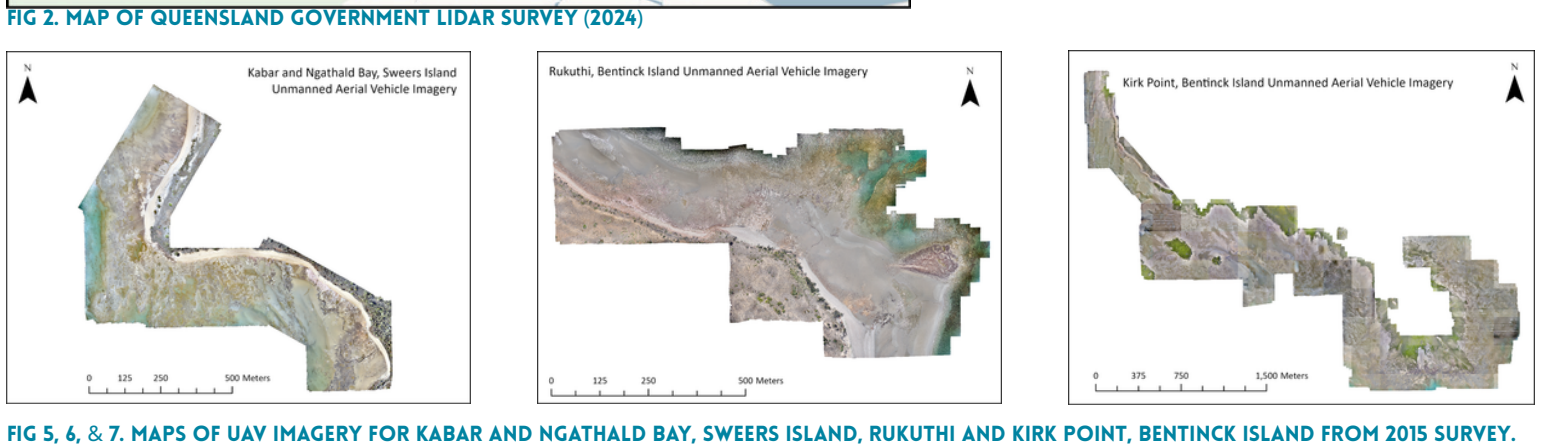 FIG 2. MAP OF QUEENSLAND GOVERNMENT LIDAR SURVEY (2024)
N
Kabar and Ngathald Bay, Sweers Island
Unmanned Aerial Vehicle Imagery
0 125 250 500 Meters
Rukuthi, Bentinck Island Unmanned Aerial Vehicle Imagery
N
0 125 250 500 Meters
Kirk Point, Bentinck Island Unmanned Aerial Vehicle Imagery
N
0 375 750 1,500 Meters
FIG 5, 6, & 7. MAPS OF UAV IMAGERY FOR KABAR AND NGATHALD BAY, SWEERS ISLAND, RUKUTHI AND KIRK POINT, BENTINCK ISLAND FROM 2015 SURVEY.